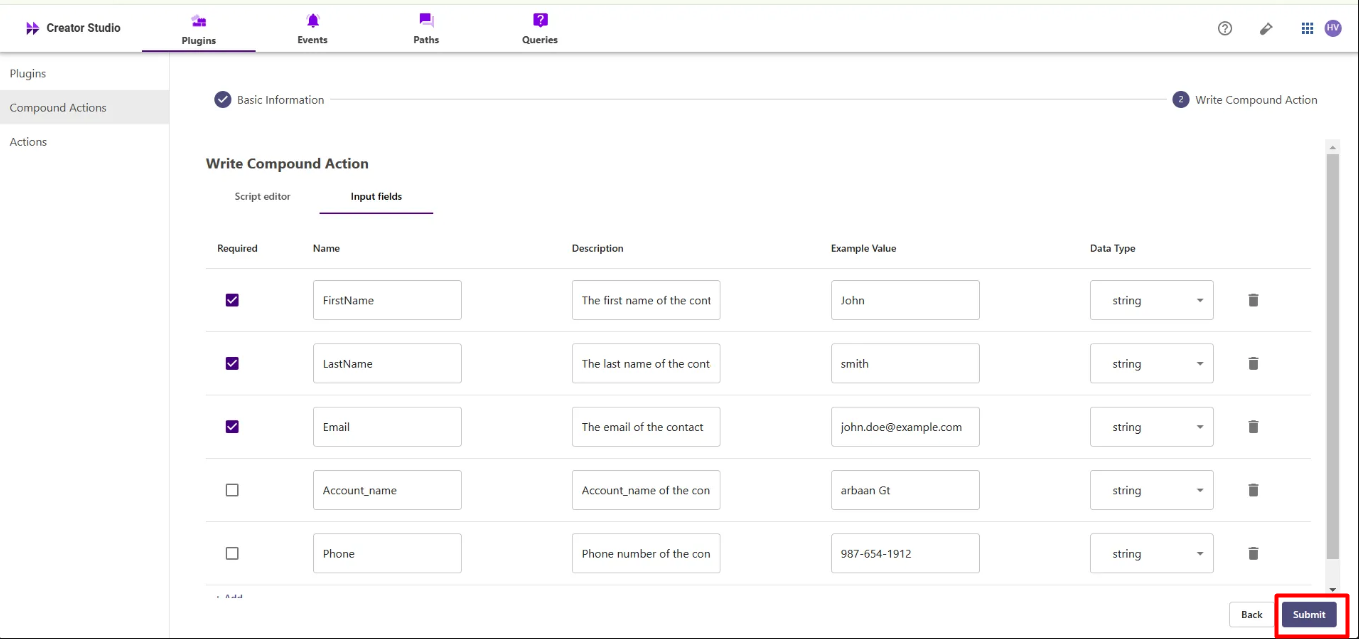 Creator Studio
Plugins
Events
Paths
Queries
?
HV
Plugins
Compound Actions
Actions
Basic Information
2 Write Compound Action
Write Compound Action
Script editor Input fields
Required Name Description Example Value Data Type
FirstName The first name of the cont John string
LastName The last name of the cont smith string
Email The email of the contact john.doe@example.com string
Account_name Account_name of the con arbaan Gt string
Phone Phone number of the con 987-654-1912 string
+ Add
Back Submit